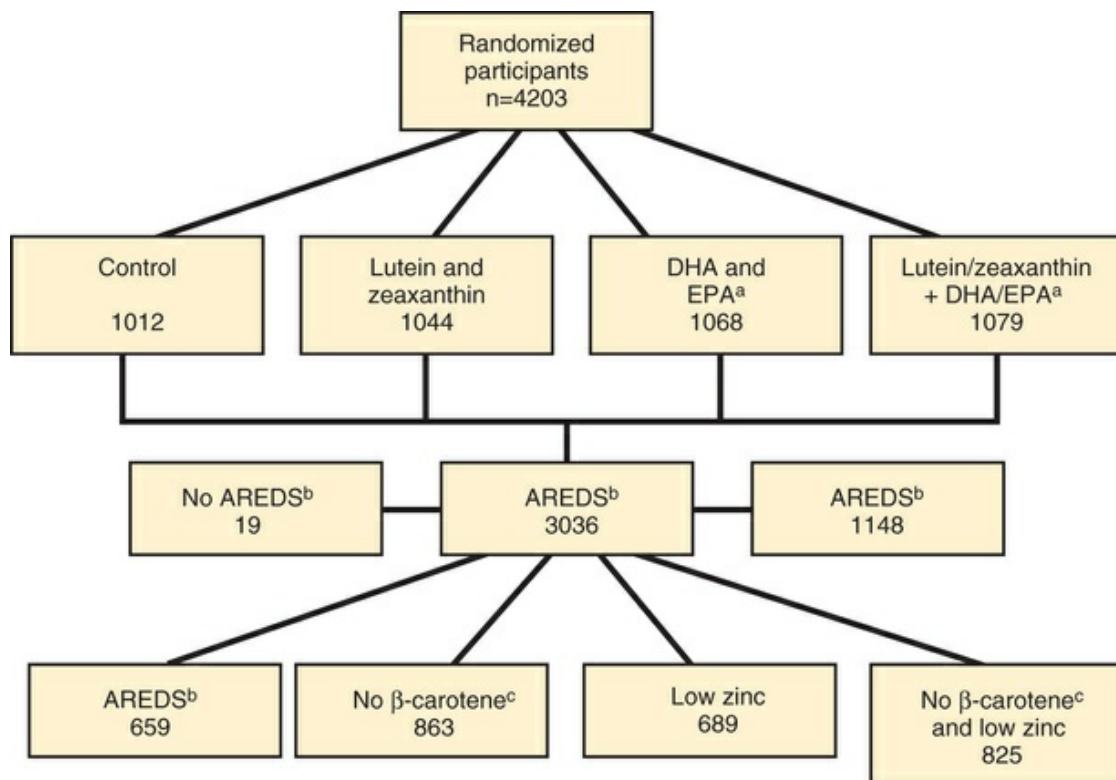 Randomized
participants
n=4203
Control
1012
Lutein and
zeaxanthin
1044
DHA and
EPAᵃ
1068
Lutein/zeaxanthin
+ DHA/EPAᵃ
1079
No AREDSᵇ
19
AREDSᵇ
3036
AREDSᵇ
1148
AREDSᵇ
659
No β-caroteneᶜ
863
Low zinc
689
No β-caroteneᶜ
and low zinc
825